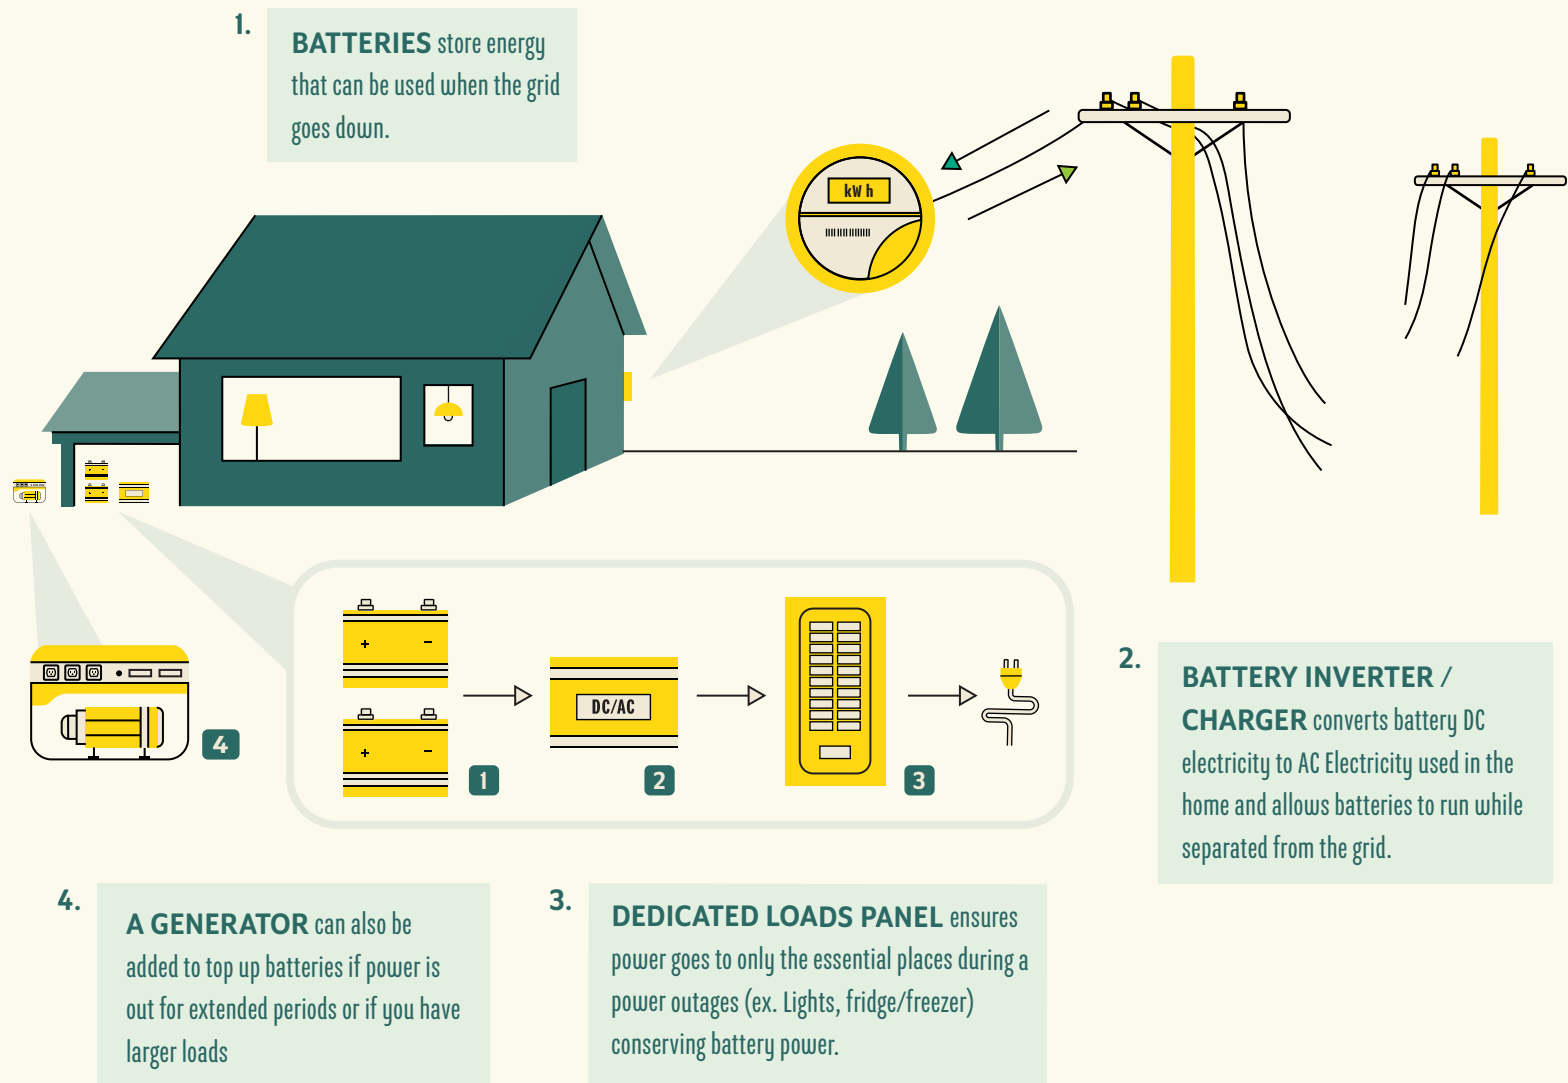 1.
BATTERIES store energy
that can be used when the grid
goes down.
kW h
+ −
+ −
DC/AC
1
2
3
4
2.
BATTERY INVERTER /
CHARGER converts battery DC
electricity to AC Electricity used in the
home and allows batteries to run while
separated from the grid.
4.
A GENERATOR can also be
added to top up batteries if power is
out for extended periods or if you have
larger loads
3.
DEDICATED LOADS PANEL ensures
power goes to only the essential places during a
power outages (ex. Lights, fridge/freezer)
conserving battery power.